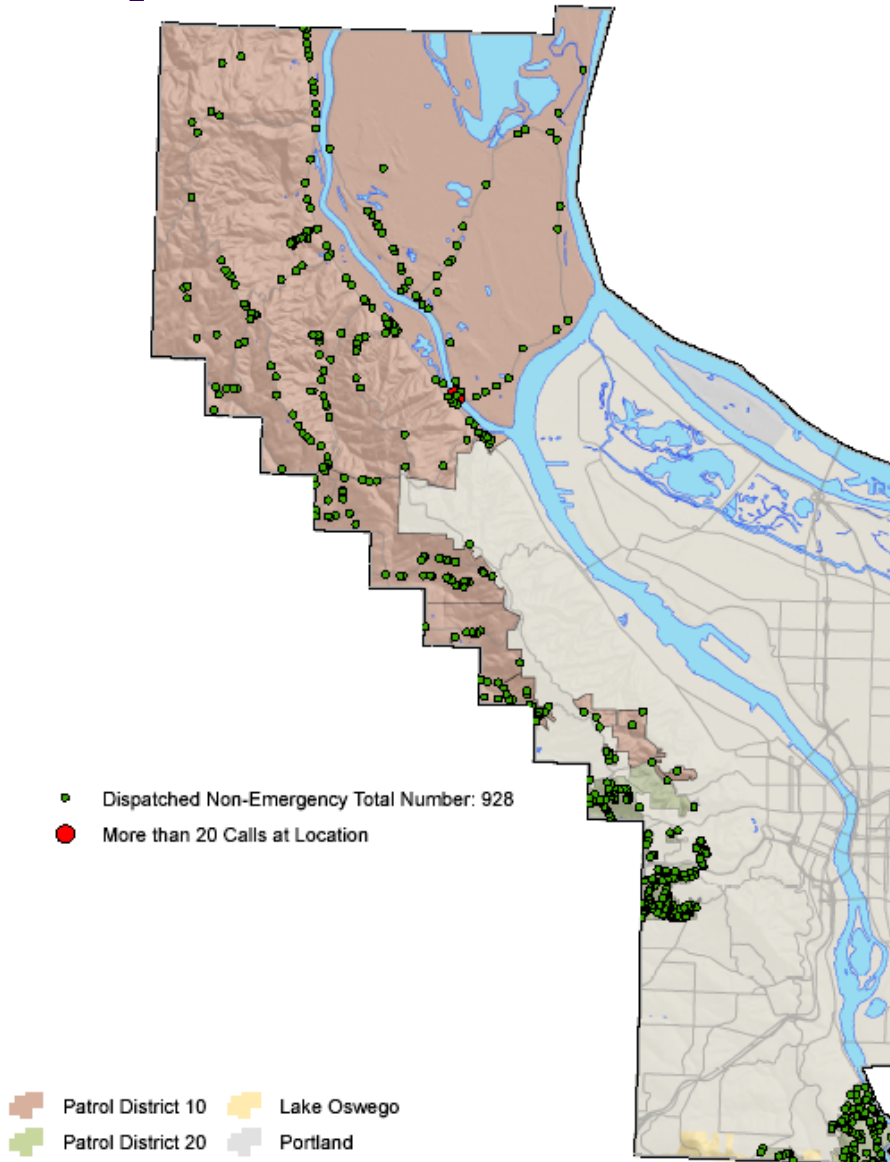 Dispatched Non-Emergency Total Number: 928
More than 20 Calls at Location
Patrol District 10
Lake Oswego
Patrol District 20
Portland